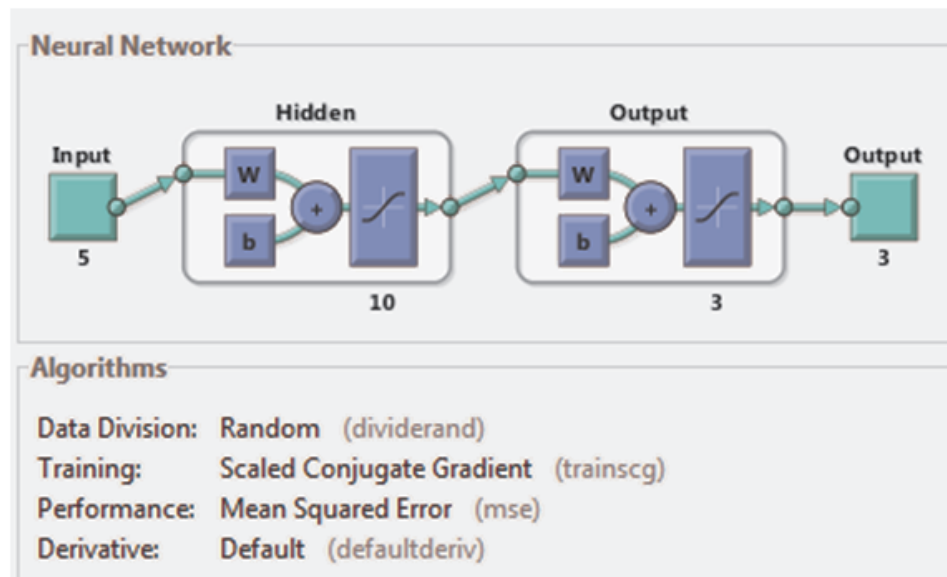 Neural Network
Hidden
Output
Input
Output
W
W
+
+
b
b
5
3
10
3
Algorithms
Data Division: Random (dividerand)
Training: Scaled Conjugate Gradient (trainscg)
Performance: Mean Squared Error (mse)
Derivative: Default (defaultderiv)